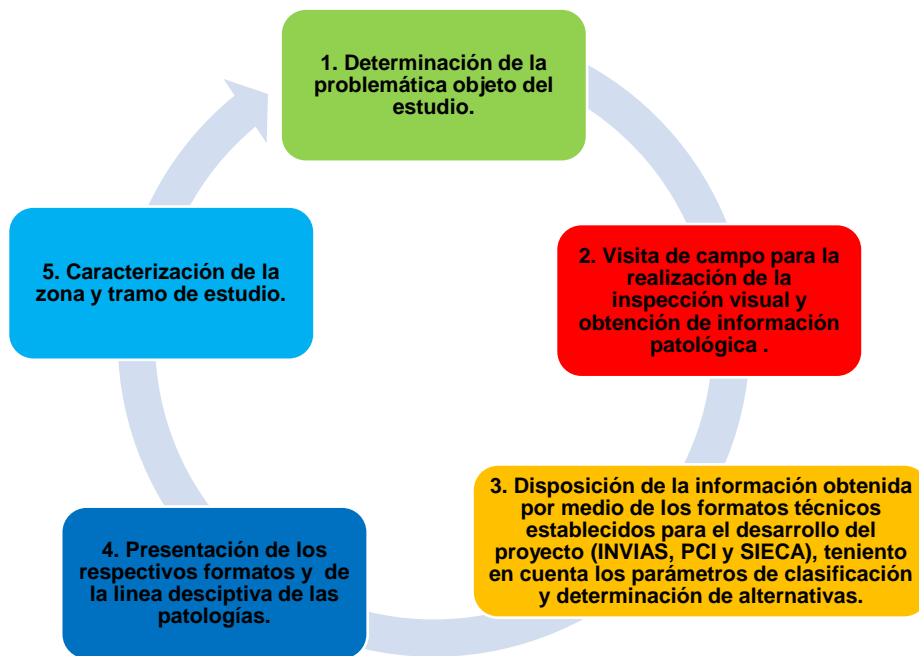 1. Determinación de la
problemática objeto del
estudio.
2. Visita de campo para la
realización de la
inspección visual y
obtención de información
patológica .
3. Disposición de la información obtenida
por medio de los formatos técnicos
establecidos para el desarrollo del
proyecto (INVIAS, PCI y SIECA), teniento
en cuenta los parámetros de clasificación
y determinación de alternativas.
4. Presentación de los
respectivos formatos y  de
la linea desciptiva de las
patologías.
5. Caracterización de la
zona y tramo de estudio.